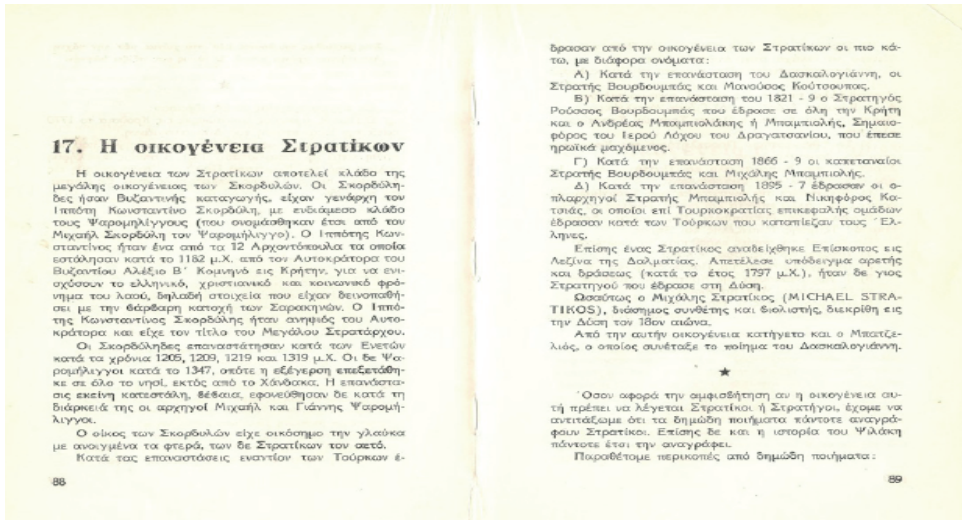 17. Η οικογένεια Στρατίκων
Η οικογένεια των Στρατίκων αποτελεί κλάδο της
μεγάλης οικογένειας των Σκορδυλών. Οι Σκορδύλη-
δες ήσαν Βυζαντινής καταγωγής, είχαν γενάρχη τον
Ιππότη Κωνσταντίνο Σκορδύλη, με ενδιάμεσο κλάδο
τους Ψαρομηλίγγους (που ονομάσθηκαν έτσι από τον
Μιχαήλ Σκορδύλη τον Ψαρομήλιγγο). Ο Ιππότης Κων-
σταντίνος ήταν ένα από τα 12 Αρχοντόπουλα τα οποία
εστάλησαν κατά το 1182 μ.Χ. από τον Αυτοκράτορα του
Βυζαντίου Αλέξιο Β' Κομνηνό εις Κρήτην, για να ενι-
σχύσουν το ελληνικό, χριστιανικό και κοινωνικό φρό-
νημα του λαού, δηλαδή στοιχεία που είχαν δεινοπαθή-
σει με την βάρβαρη κατοχή των Σαρακηνών. Ο Ιππό-
της Κωνσταντίνος Σκορδύλης ήταν ανηψιός του Αυτο-
κράτορα και είχε τον τίτλο του Μεγάλου Στρατάρχου.
Οι Σκορδύληδες επαναστάτησαν κατά των Ενετών
κατά τα χρόνια 1205, 1209, 1219 και 1319 μ.Χ. Οι δε Ψα-
ρομήλιγγοι κατά το 1347, οπότε η εξέγερση επεξετάθη-
κε σε όλο το νησί, εκτός από το Χάνδακα. Η επανάστα-
σις εκείνη κατεστάλη, βέβαια, εφονεύθησαν δε κατά τη
διάρκειά της οι αρχηγοί Μιχαήλ και Γιάννης Ψαρομή-
λιγγοι.
Ο οίκος των Σκορδυλών είχε οικόσημο την γλαύκα
με ανοιγμένα τα φτερά, των δε Στρατίκων τον αετό.
Κατά τας επαναστάσεις εναντίον των Τούρκων έ-
88
δρασαν από την οικογένεια των Στρατίκων οι πιο κά-
τω, με διάφορα ονόματα:
Α) Κατά την επανάσταση του Δασκαλογιάννη, οι
Στρατής Βουρδουμπάς και Μανούσος Κούτσουπας.
Β) Κατά την επανάσταση του 1821 - 9 ο Στρατηγός
Ρούσσος Βουρδουμπάς που έδρασε σε όλη την Κρήτη
και ο Ανδρέας Μπαμπιολάκης ή Μπαμπιολής, Σημαιο-
φόρος του Ιερού Λόχου του Δραγατσανίου, που έπεσε
ηρωϊκά μαχόμενος.
Γ) Κατά την επανάσταση 1866 - 9 οι καπεταναίοι
Στρατής Βουρδουμπάς και Μιχάλης Μπαμπιολής.
Δ) Κατά την επανάσταση 1895 - 7 έδρασαν οι ο-
πλαρχηγοί Στρατής Μπαμπιολής και Νικηφόρος Κα-
τσιάς, οι οποίοι επί Τουρκοκρατίας επικεφαλής ομάδων
έδρασαν κατά των Τούρκων που καταπίεζαν τους Έλ-
ληνες.
Επίσης ένας Στρατίκος αναδείχθηκε Επίσκοπος εις
Λεζίνα της Δαλματίας. Απετέλεσε υπόδειγμα αρετής
και δράσεως (κατά το έτος 1797 μ.Χ.), ήταν δε γιος
Στρατηγού που έδρασε στη Δύση.
Ωσαύτως ο Μιχάλης Στρατίκος (MICHAEL STRA-
TIKOS), διάσημος συνθέτης και βιολιστής, διεκρίθη εις
την Δύση τον 18ον αιώνα.
Από την αυτήν οικογένεια κατήγετο και ο Μπατζε-
λιός, ο οποίος συνέταξε το ποίημα του Δασκαλογιάννη.
★
Όσον αφορά την αμφισβήτηση αν η οικογένεια αυ-
τή πρέπει να λέγεται Στρατίκοι ή Στρατήγοι, έχομε να
αντιτάξωμε ότι τα δημώδη ποιήματα πάντοτε αναγρά-
φουν Στρατίκοι. Επίσης δε και η ιστορία του Ψιλάκη
πάντοτε έτσι την αναγράφει.
Παραθέτομε περικοπές από δημώδη ποιήματα:
89